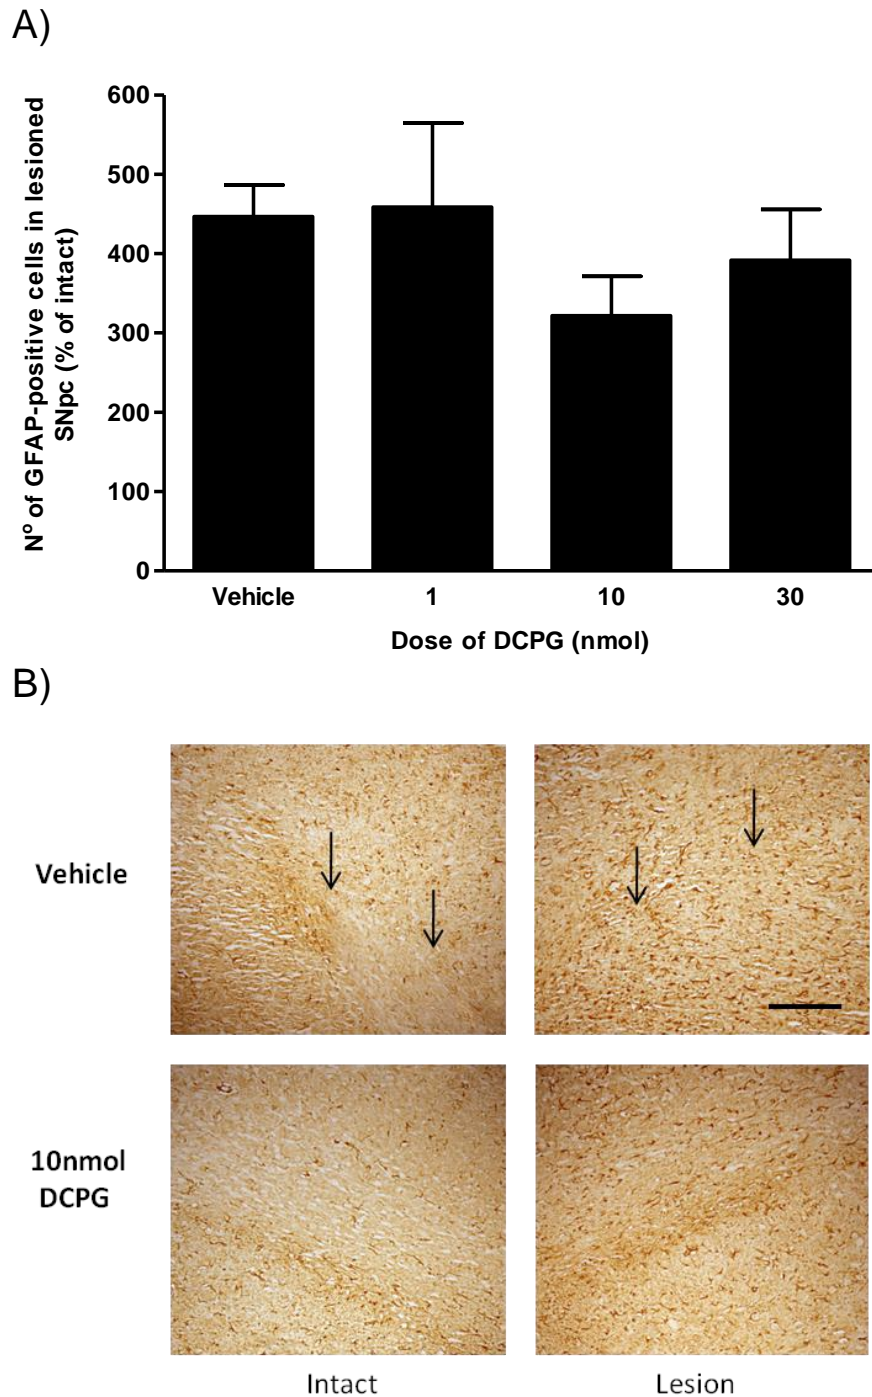 A)
Nº of GFAP-positive cells in lesioned
SNpc (% of intact)
600
500
400
300
200
100
0
Vehicle 1 10 30
Dose of DCPG (nmol)
B)
Vehicle
10nmol
DCPG
Intact Lesion